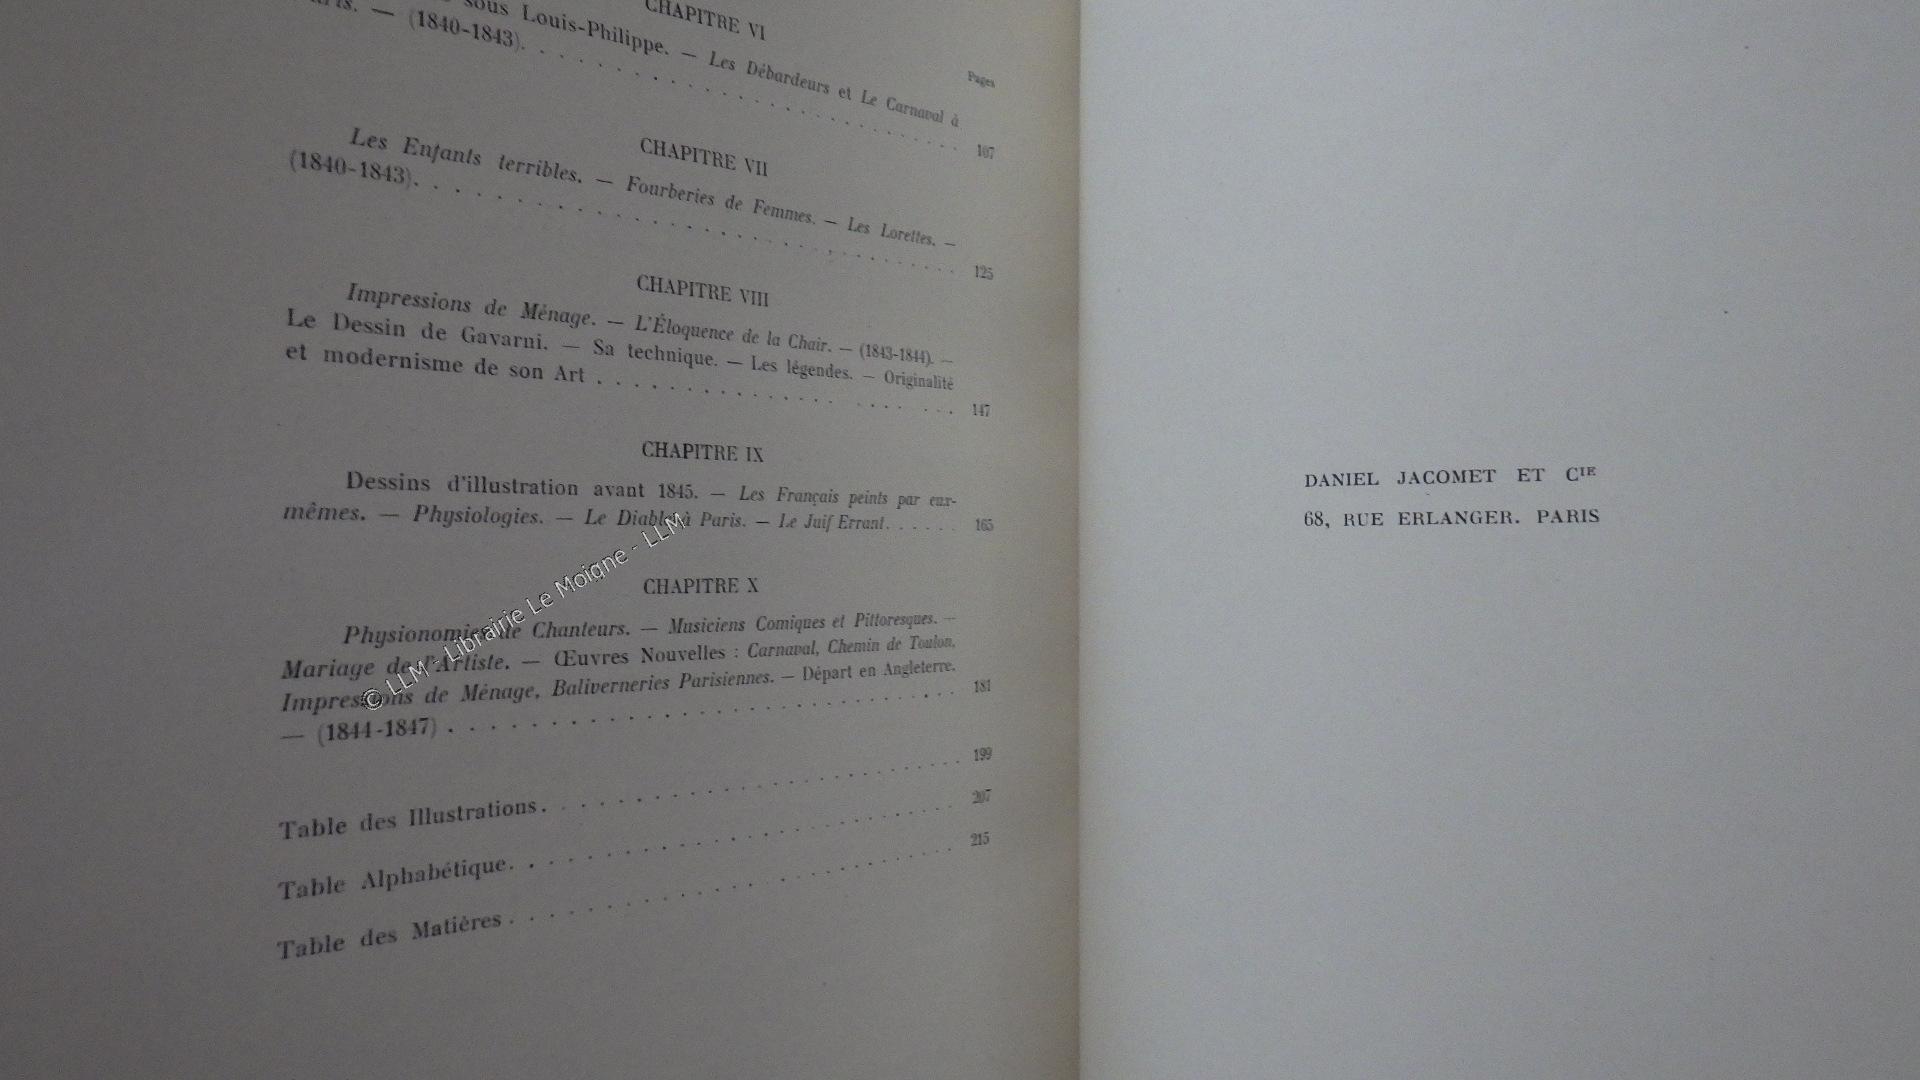 CHAPITRE VI
Pages
sous Louis-Philippe. — Les Débardeurs et Le Carnaval à
— (1840-1843). 107
CHAPITRE VII
Les Enfants terribles. — Fourberies de Femmes. — Les Lorettes. —
(1840-1843). 125
CHAPITRE VIII
Impressions de Ménage. — L'Éloquence de la Chair. — (1843-1844). —
Le Dessin de Gavarni. — Sa technique. — Les légendes. — Originalité
et modernisme de son Art . 147
CHAPITRE IX
Dessins d'illustration avant 1845. — Les Français peints par eux-
mêmes. — Physiologies. — Le Diable à Paris. — Le Juif Errant. 165
CHAPITRE X
Physionomies de Chanteurs. — Musiciens Comiques et Pittoresques. —
Mariage de l'Artiste. — Œuvres Nouvelles : Carnaval, Chemin de Toulon,
Impressions de Ménage, Baliverneries Parisiennes. — Départ en Angleterre.
— (1844-1847) . 181
Table des Illustrations. 199
Table Alphabétique. 207
Table des Matières . 215
© LLM - Librairie Le Moigne - LLM
DANIEL JACOMET ET CIE
68, RUE ERLANGER. PARIS